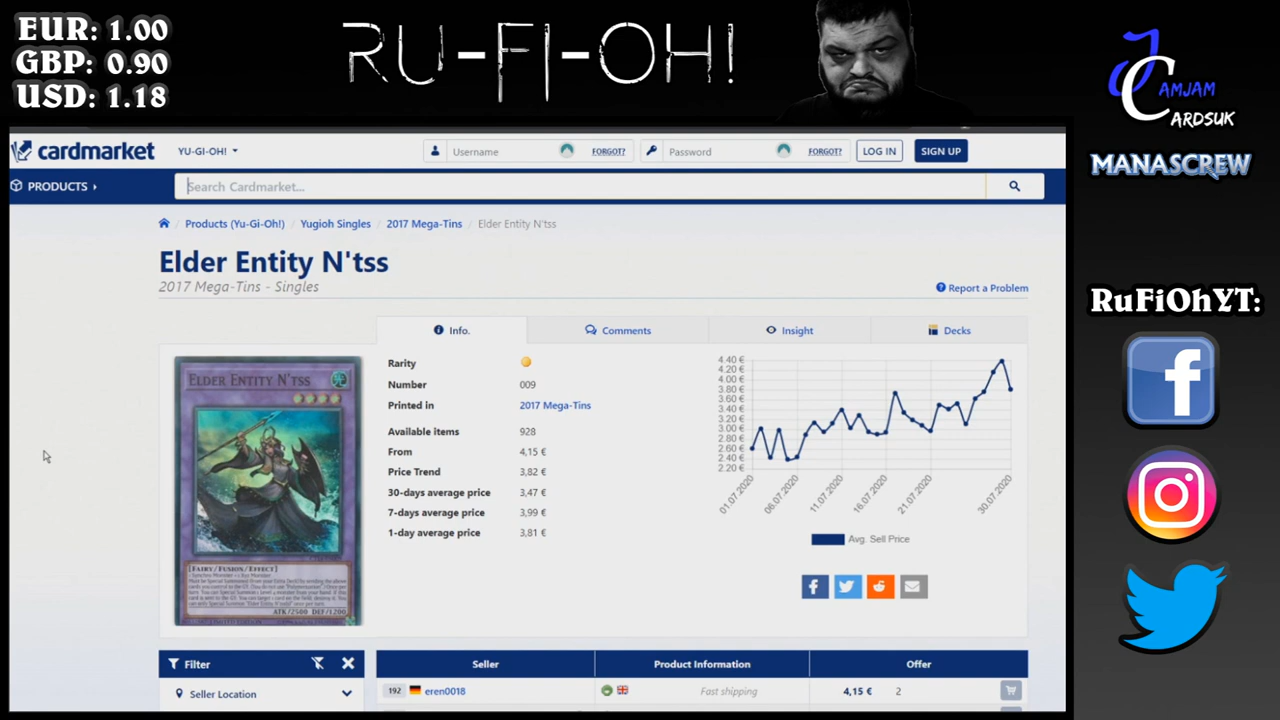 EUR: 1.00
GBP: 0.90
USD: 1.18
RU-FI-OH!
JAMJAM
CARDSUK
MANASCREW
RuFiOhYT:
cardmarket
YU-GI-OH!
Username
FORGOT?
Password
FORGOT?
LOG IN
SIGN UP
PRODUCTS
Search Cardmarket...
Products (Yu-Gi-Oh!) / Yugioh Singles / 2017 Mega-Tins / Elder Entity N'tss
Elder Entity N'tss
2017 Mega-Tins - Singles
Report a Problem
Info.
Comments
Insight
Decks
ELDER ENTITY N'TSS
[FAIRY/FUSION/EFFECT]
ATK/2500 DEF/1200
Rarity
Number 009
Printed in 2017 Mega-Tins
Available items 928
From 4,15 €
Price Trend 3,82 €
30-days average price 3,47 €
7-days average price 3,99 €
1-day average price 3,81 €
4.40 €
4.20 €
4.00 €
3.80 €
3.60 €
3.40 €
3.20 €
3.00 €
2.80 €
2.60 €
2.40 €
2.20 €
01.07.2020
06.07.2020
11.07.2020
16.07.2020
21.07.2020
30.07.2020
Avg. Sell Price
Filter
Seller Location
Seller
Product Information
Offer
192 eren0018 Fast shipping 4,15 € 2